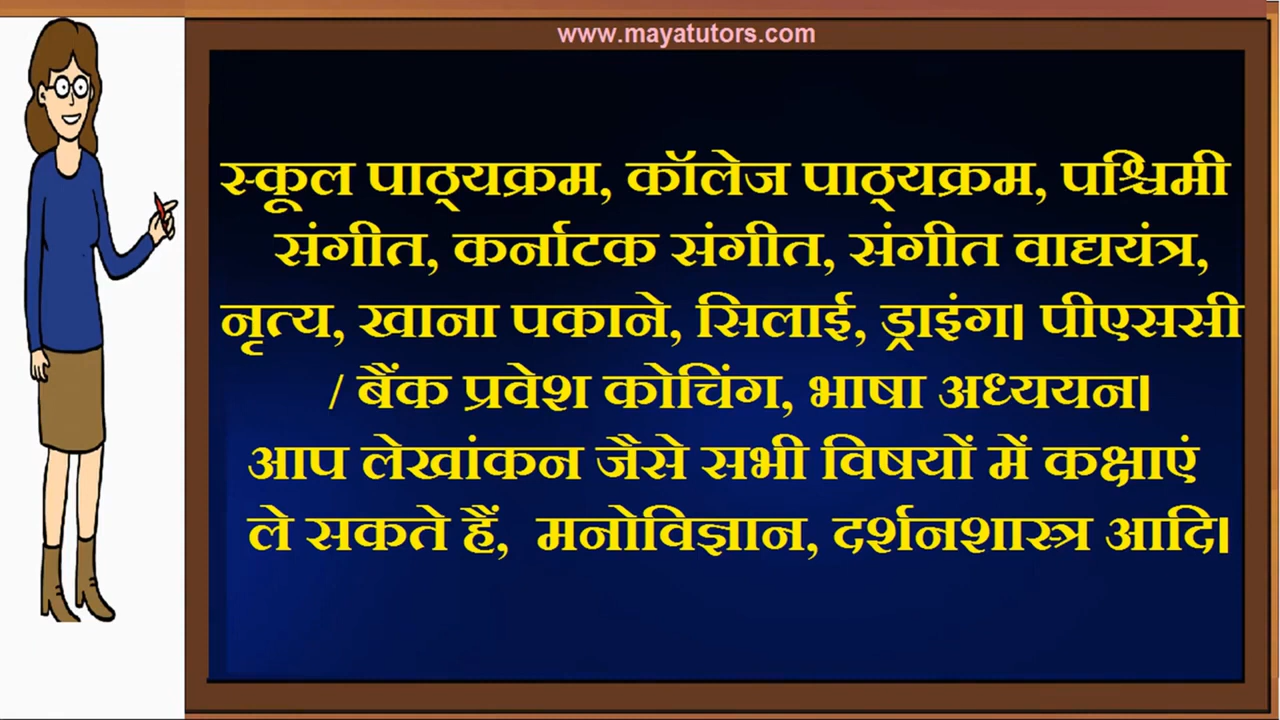 www.mayatutors.com
स्कूल पाठ्यक्रम, कॉलेज पाठ्यक्रम, पश्चिमी
संगीत, कर्नाटक संगीत, संगीत वाद्ययंत्र,
नृत्य, खाना पकाने, सिलाई, ड्राइंग। पीएससी
/ बैंक प्रवेश कोचिंग, भाषा अध्ययन।
आप लेखांकन जैसे सभी विषयों में कक्षाएं
ले सकते हैं, मनोविज्ञान, दर्शनशास्त्र आदि।